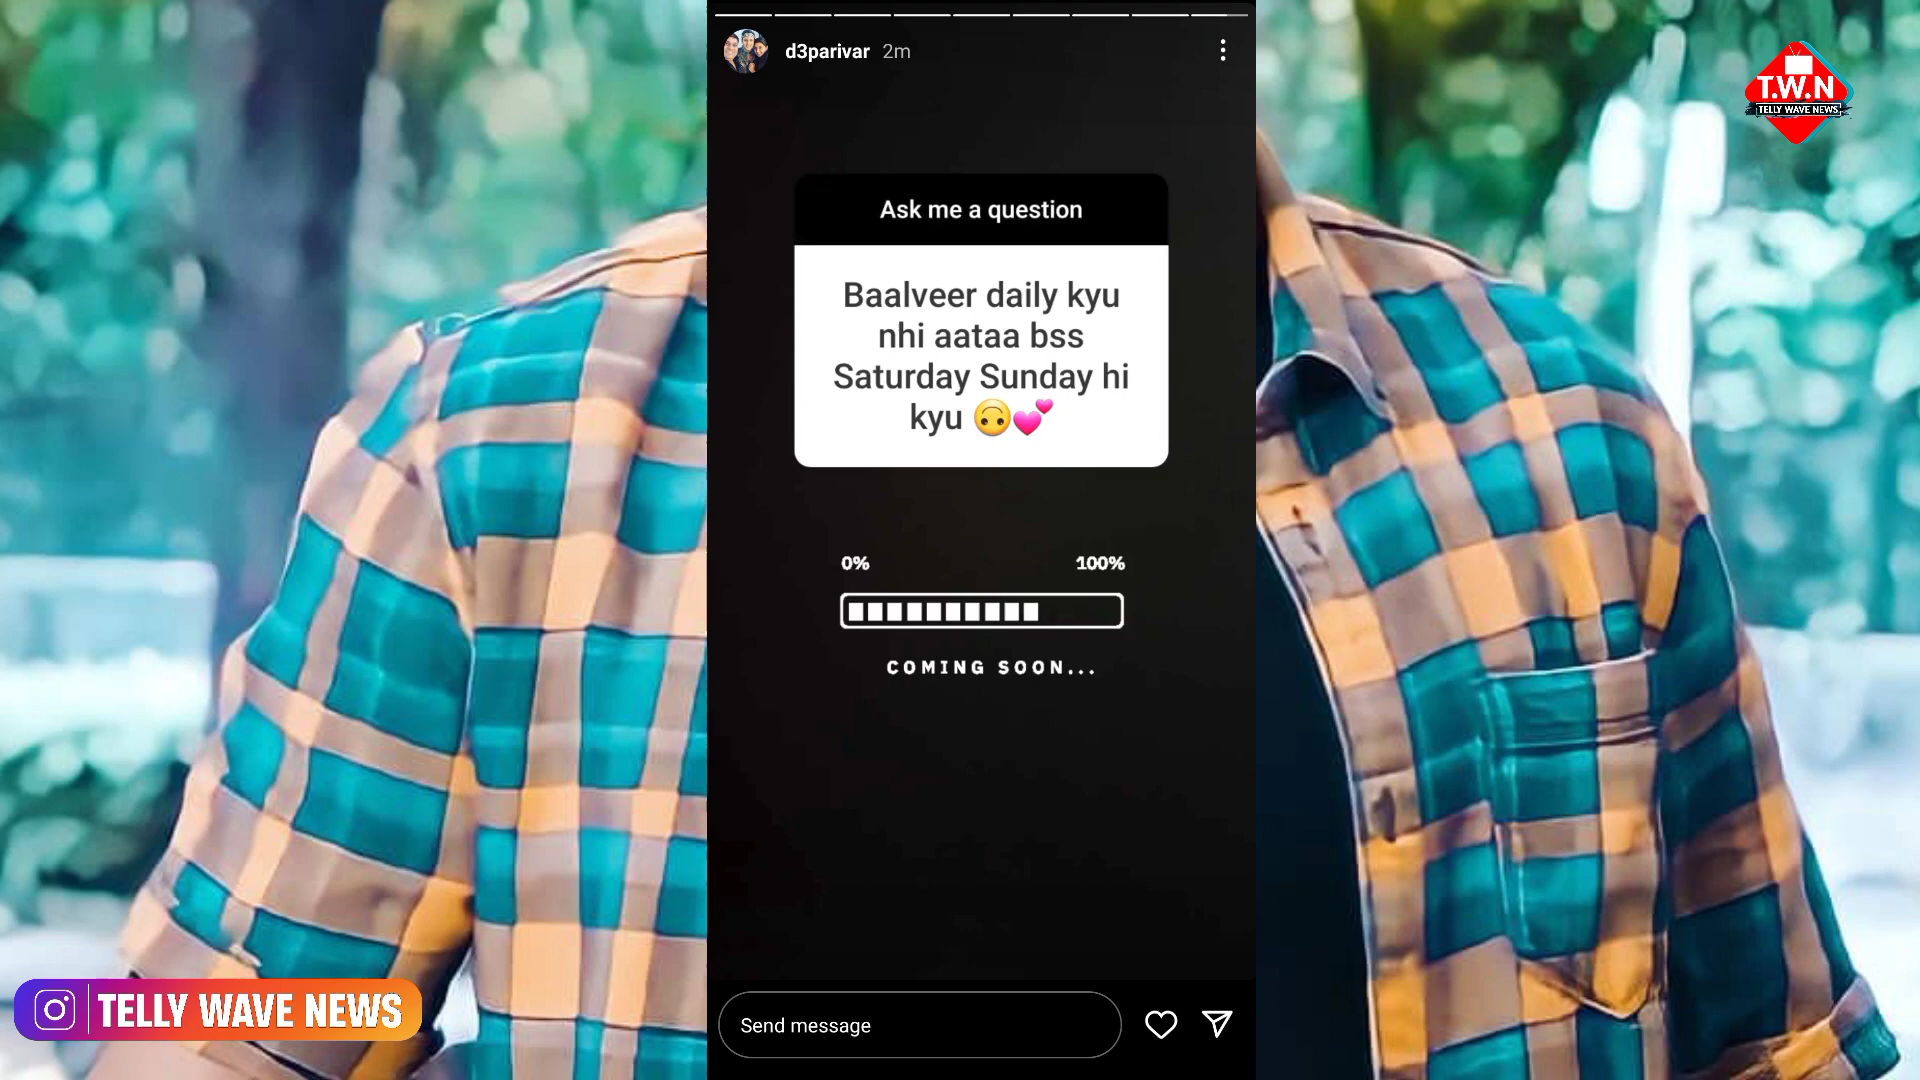 d3parivar 2m
T.W.N
TELLY WAVE NEWS
Ask me a question
Baalveer daily kyu
nhi aataa bss
Saturday Sunday hi
kyu 🙃💕
0% 100%
COMING SOON...
TELLY WAVE NEWS
Send message